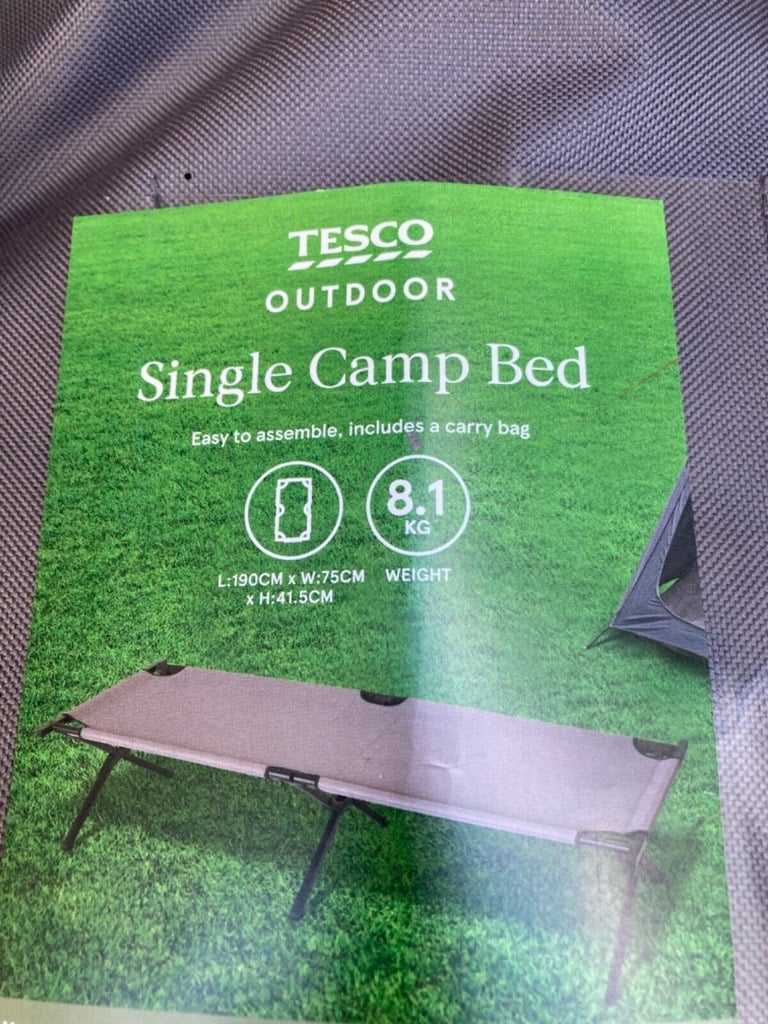 TESCO
OUTDOOR
Single Camp Bed
Easy to assemble, includes a carry bag
8.1
KG
L:190CM x W:75CM
x H:41.5CM
WEIGHT